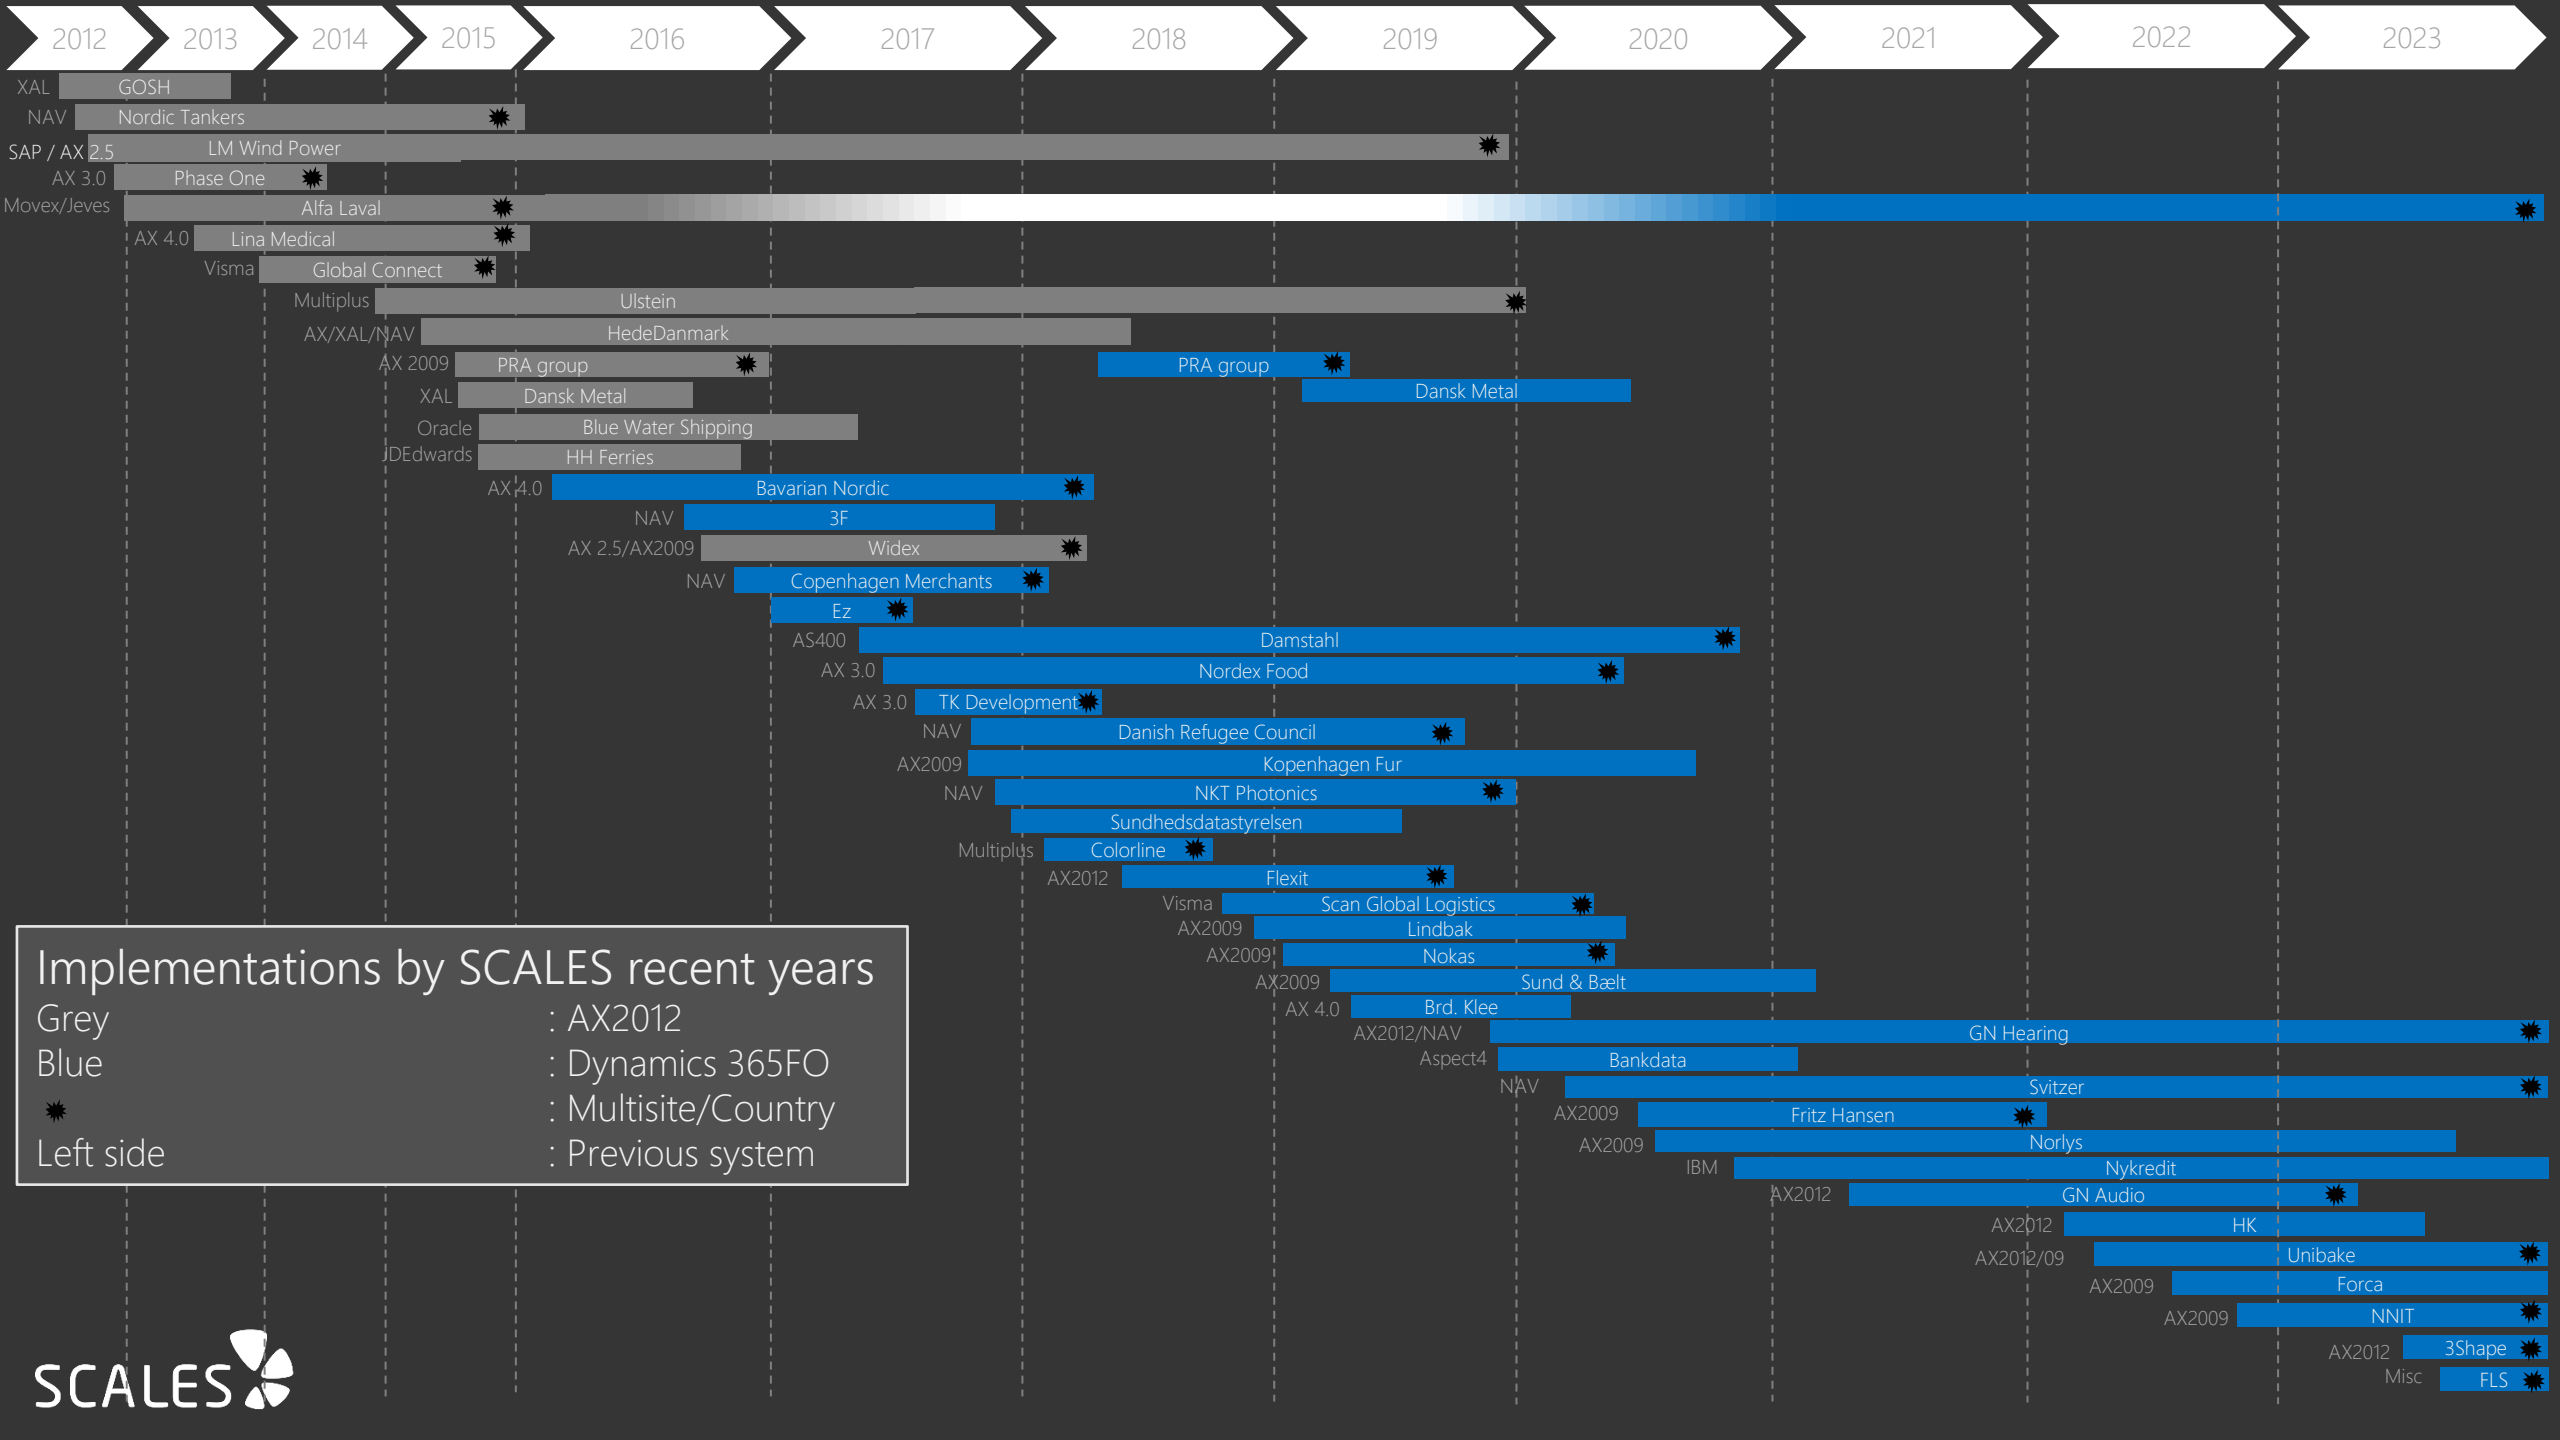 2012 2013 2014 2015 2016 2017 2018 2019 2020 2021 2022 2023
XAL GOSH
NAV Nordic Tankers
SAP / AX 2.5 LM Wind Power
AX 3.0 Phase One
Movex/Jeves Alfa Laval
AX 4.0 Lina Medical
Visma Global Connect
Multiplus Ulstein
AX/XAL/NAV HedeDanmark
AX 2009 PRA group PRA group
XAL Dansk Metal Dansk Metal
Oracle Blue Water Shipping
JDEdwards HH Ferries
AX 4.0 Bavarian Nordic
NAV 3F
AX 2.5/AX2009 Widex
NAV Copenhagen Merchants
Ez
AS400 Damstahl
AX 3.0 Nordex Food
AX 3.0 TK Development
NAV Danish Refugee Council
AX2009 Kopenhagen Fur
NAV NKT Photonics
Sundhedsdatastyrelsen
Multiplus Colorline
AX2012 Flexit
Visma Scan Global Logistics
AX2009 Lindbak
AX2009 Nokas
AX2009 Sund & Bælt
AX 4.0 Brd. Klee
AX2012/NAV GN Hearing
Aspect4 Bankdata
NAV Svitzer
AX2009 Fritz Hansen
AX2009 Norlys
IBM Nykredit
AX2012 GN Audio
AX2012 HK
AX2012/09 Unibake
AX2009 Forca
AX2009 NNIT
AX2012 3Shape
Misc FLS
Implementations by SCALES recent years
Grey : AX2012
Blue : Dynamics 365FO
: Multisite/Country
Left side : Previous system
SCALES